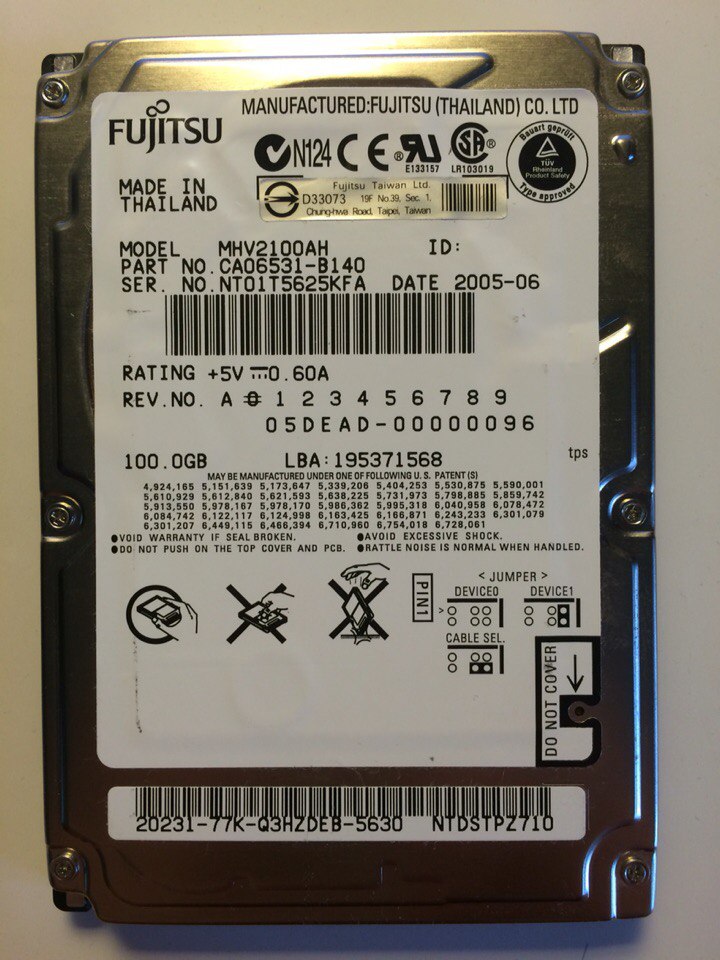 MANUFACTURED:FUJITSU (THAILAND) CO. LTD
FUJITSU
N124 CE ® RU SA ®
E133157 LR103019
Bauart geprüft
TÜV
Rheinland
Product Safety
Type approved
MADE IN
THAILAND
D33073
Fujitsu Taiwan Ltd.
19F No.39, Sec. 1.
Chung-hwa Road, Taipei, Taiwan
MODEL MHV2100AH ID:
PART NO.CA06531-B140
SER. NO.NT01T5625KFA DATE 2005-06
RATING +5V⎓0.60A
REV.NO. A 0 1 2 3 4 5 6 7 8 9
05DEAD-00000096
100.0GB LBA:195371568 tps
MAY BE MANUFACTURED UNDER ONE OF FOLLOWING U.S. PATENT(S)
4,924,165 5,151,639 5,173,647 5,339,206 5,404,253 5,530,875 5,590,001
5,610,929 5,612,840 5,621,593 5,638,225 5,731,973 5,798,885 5,859,742
5,913,550 5,978,167 5,978,170 5,986,362 5,995,318 6,040,958 6,078,472
6,084,742 6,122,117 6,124,998 6,163,425 6,166,871 6,243,233 6,301,079
6,301,207 6,449,115 6,466,394 6,710,960 6,754,018 6,728,061
●VOID WARRANTY IF SEAL BROKEN. ●AVOID EXCESSIVE SHOCK.
●DO NOT PUSH ON THE TOP COVER AND PCB. ●RATTLE NOISE IS NORMAL WHEN HANDLED.
< JUMPER >
PIN1
DEVICE0 DEVICE1
CABLE SEL.
DO NOT COVER
20231-77K-Q3HZDEB-5630 NTDSTPZ710